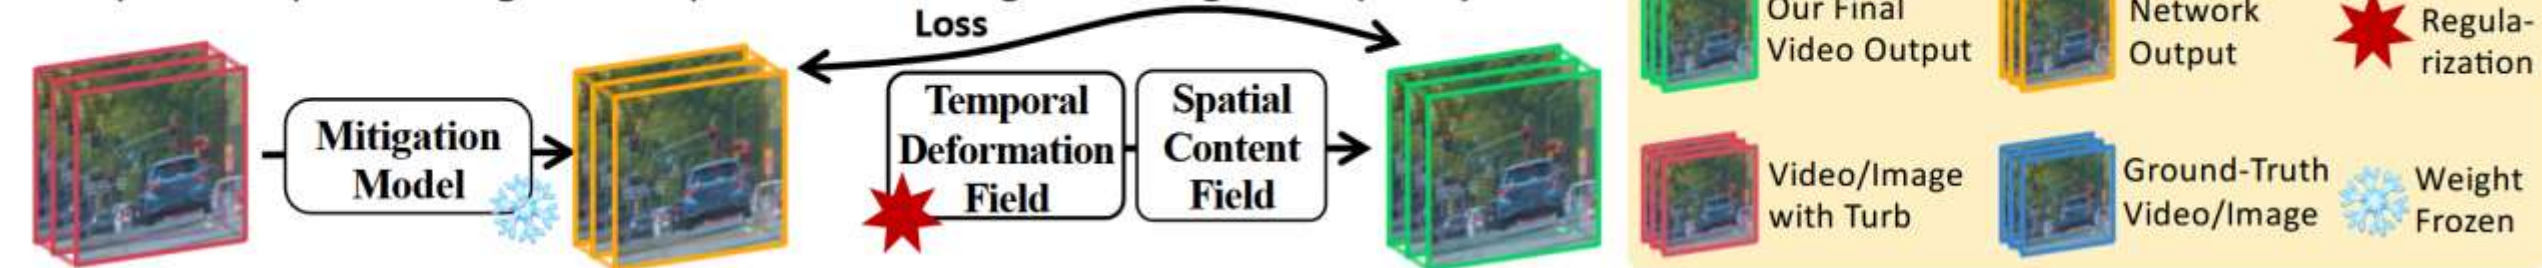 Loss
Mitigation
Model
Temporal
Deformation
Field
Spatial
Content
Field
Our Final
Video Output
Network
Output
Regula-
rization
Video/Image
with Turb
Ground-Truth
Video/Image
Weight
Frozen